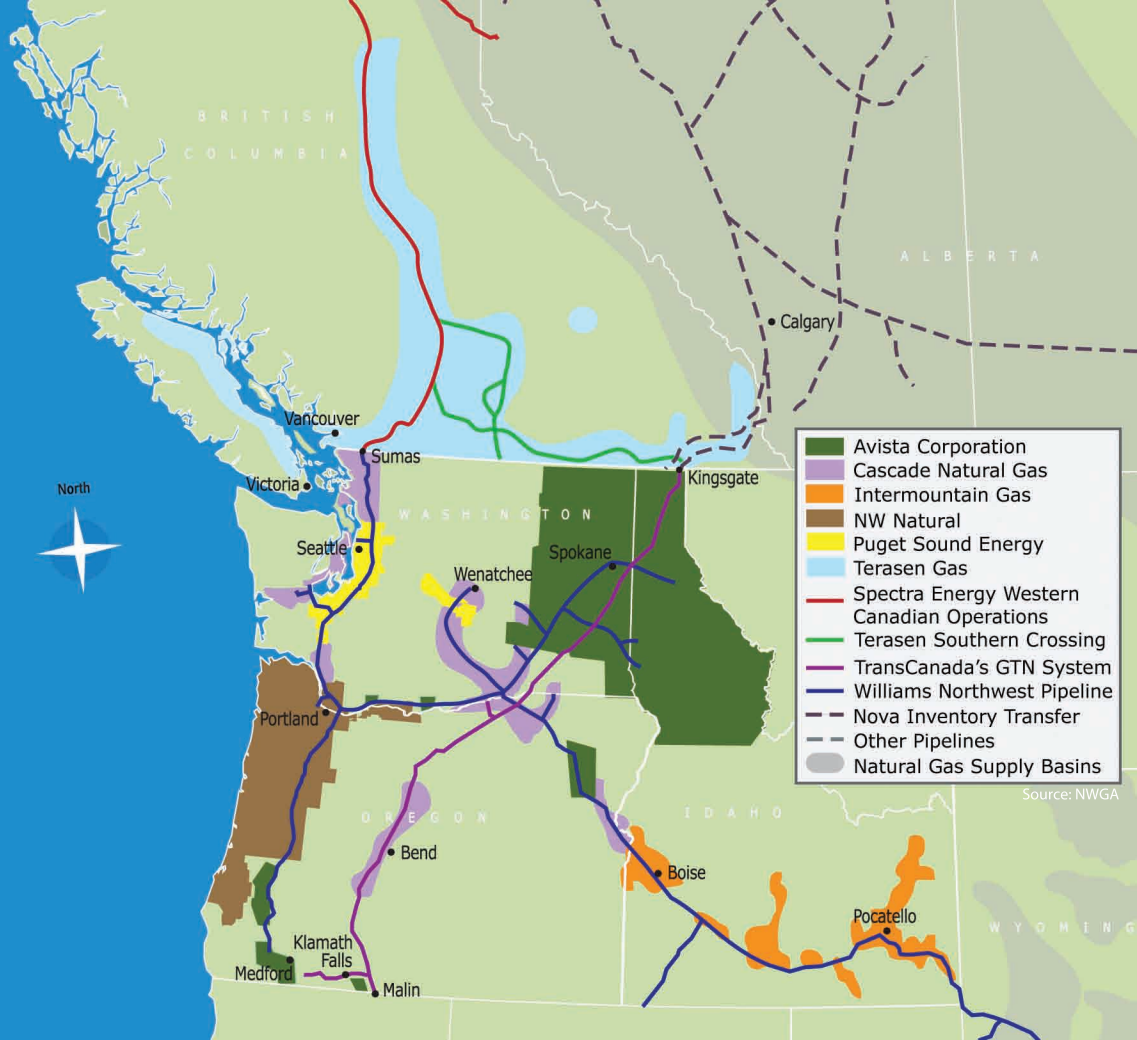 BRITISH
COLUMBIA
ALBERTA
Calgary
Vancouver
Sumas
Victoria
Kingsgate
North
WASHINGTON
Seattle
Spokane
Wenatchee
Portland
OREGON
IDAHO
Bend
Boise
Pocatello
WYOMING
Klamath
Falls
Medford
Malin
Avista Corporation
Cascade Natural Gas
Intermountain Gas
NW Natural
Puget Sound Energy
Terasen Gas
Spectra Energy Western
Canadian Operations
Terasen Southern Crossing
TransCanada’s GTN System
Williams Northwest Pipeline
Nova Inventory Transfer
Other Pipelines
Natural Gas Supply Basins
Source: NWGA